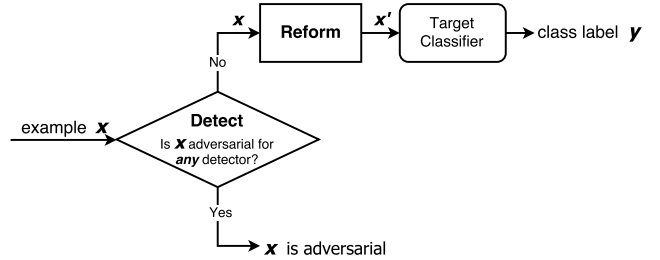 x
Reform
x'
Target
Classifier
class label y
No
example x
Detect
Is x adversarial for
any detector?
Yes
x is adversarial